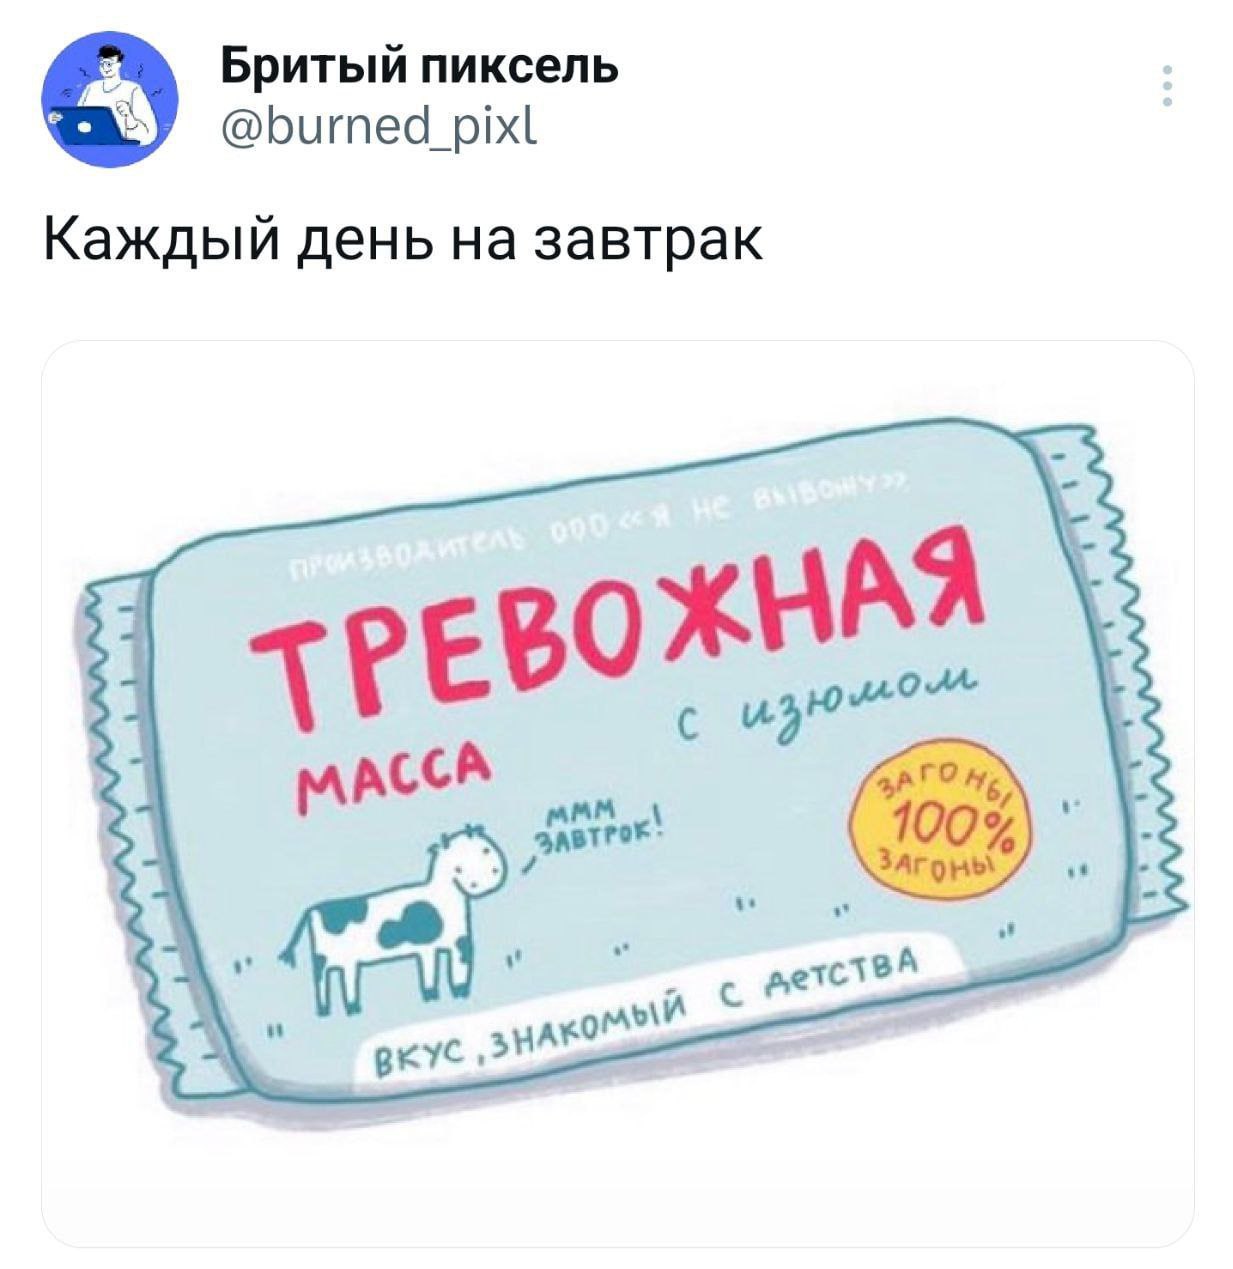 Бритый пиксель
@burned_pixl
Каждый день на завтрак
ПРОИЗВОДИТЕЛЬ ООО «Я НЕ ВЫВОЖУ»
ТРЕВОЖНАЯ
МАССА
с изюмом
МММ
ЗАВТРОК!
ЗАГОНЫ
100%
ЗАГОНЫ
ВКУС, ЗНАКОМЫЙ С ДЕТСТВА